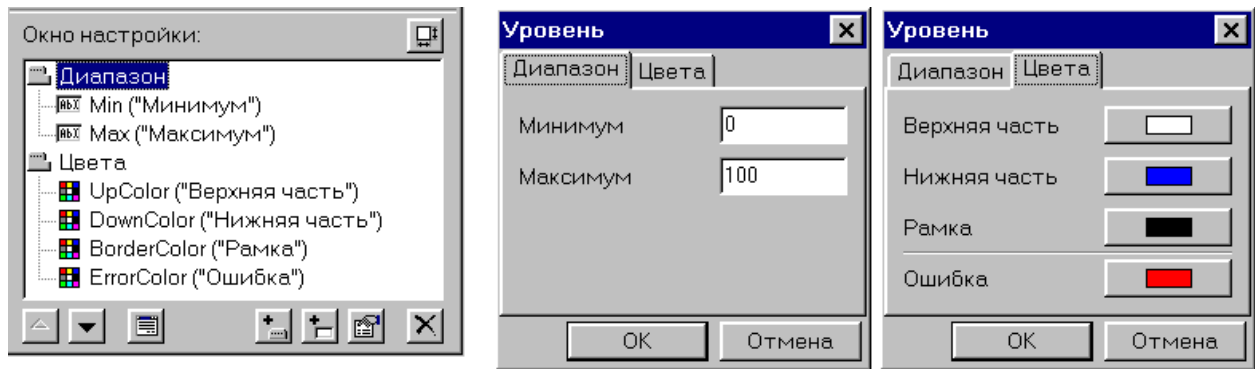 Окно настройки:
Диапазон
Min ("Минимум")
Max ("Максимум")
Цвета
UpColor ("Верхняя часть")
DownColor ("Нижняя часть")
BorderColor ("Рамка")
ErrorColor ("Ошибка")
Уровень
Диапазон Цвета
Минимум 0
Максимум 100
OK Отмена
Уровень
Диапазон Цвета
Верхняя часть
Нижняя часть
Рамка
Ошибка
OK Отмена